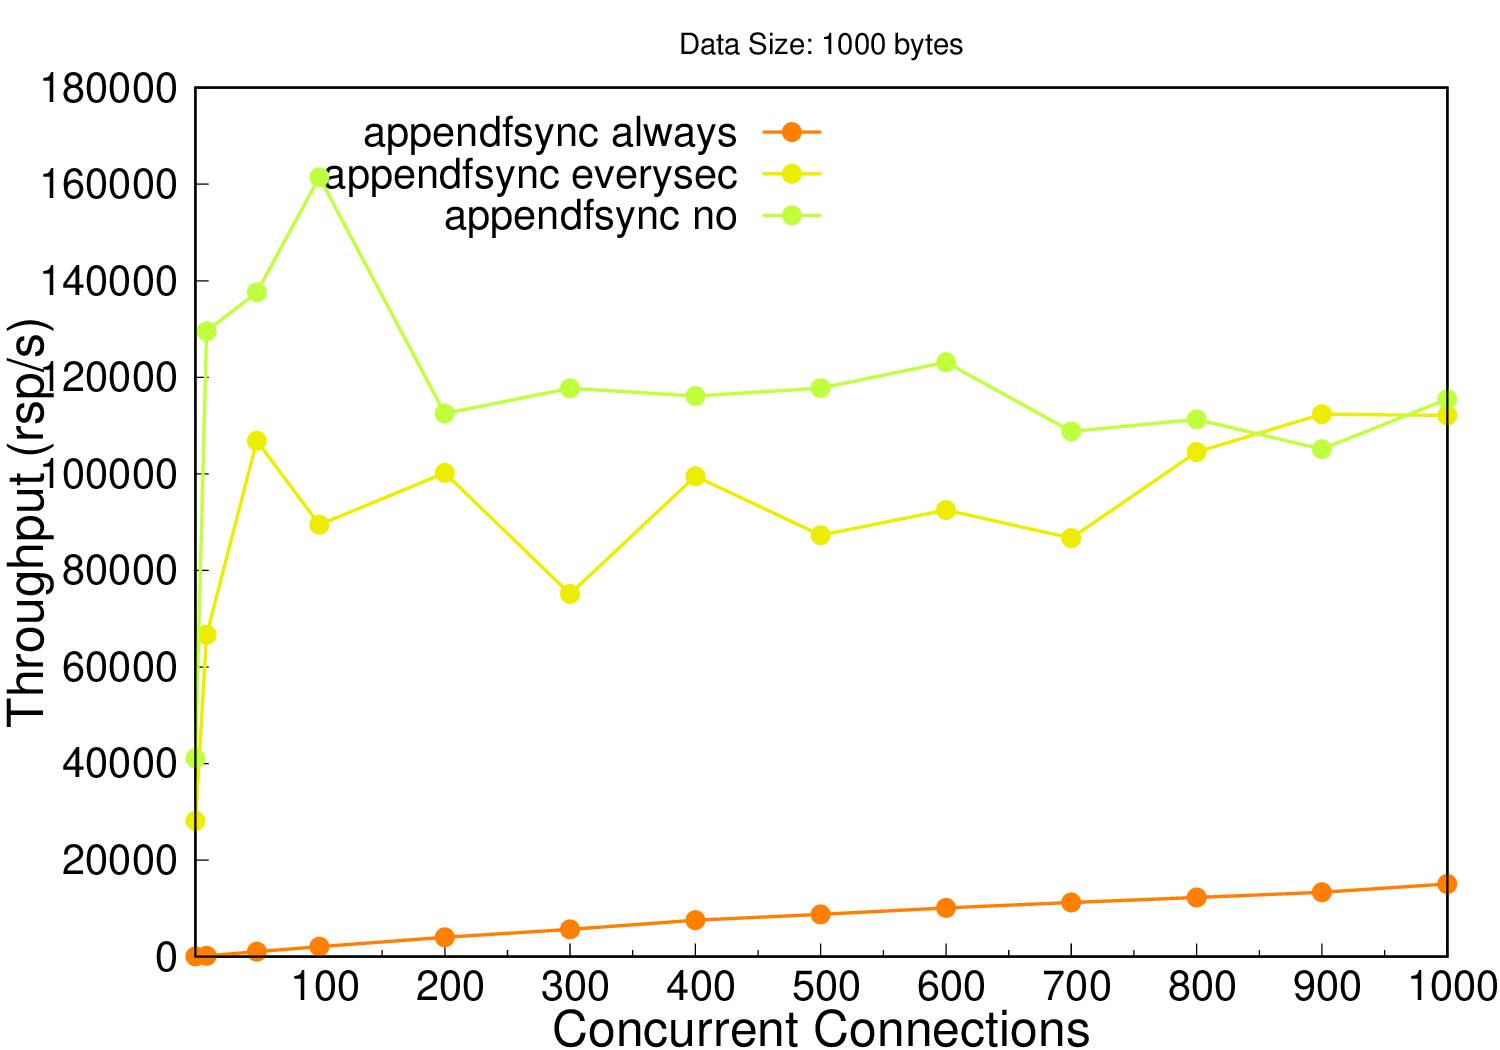 Data Size: 1000 bytes
180000
160000
140000
120000
100000
80000
60000
40000
20000
0
Throughput (rsp/s)
appendfsync always
appendfsync everysec
appendfsync no
100 200 300 400 500 600 700 800 900 1000
Concurrent Connections